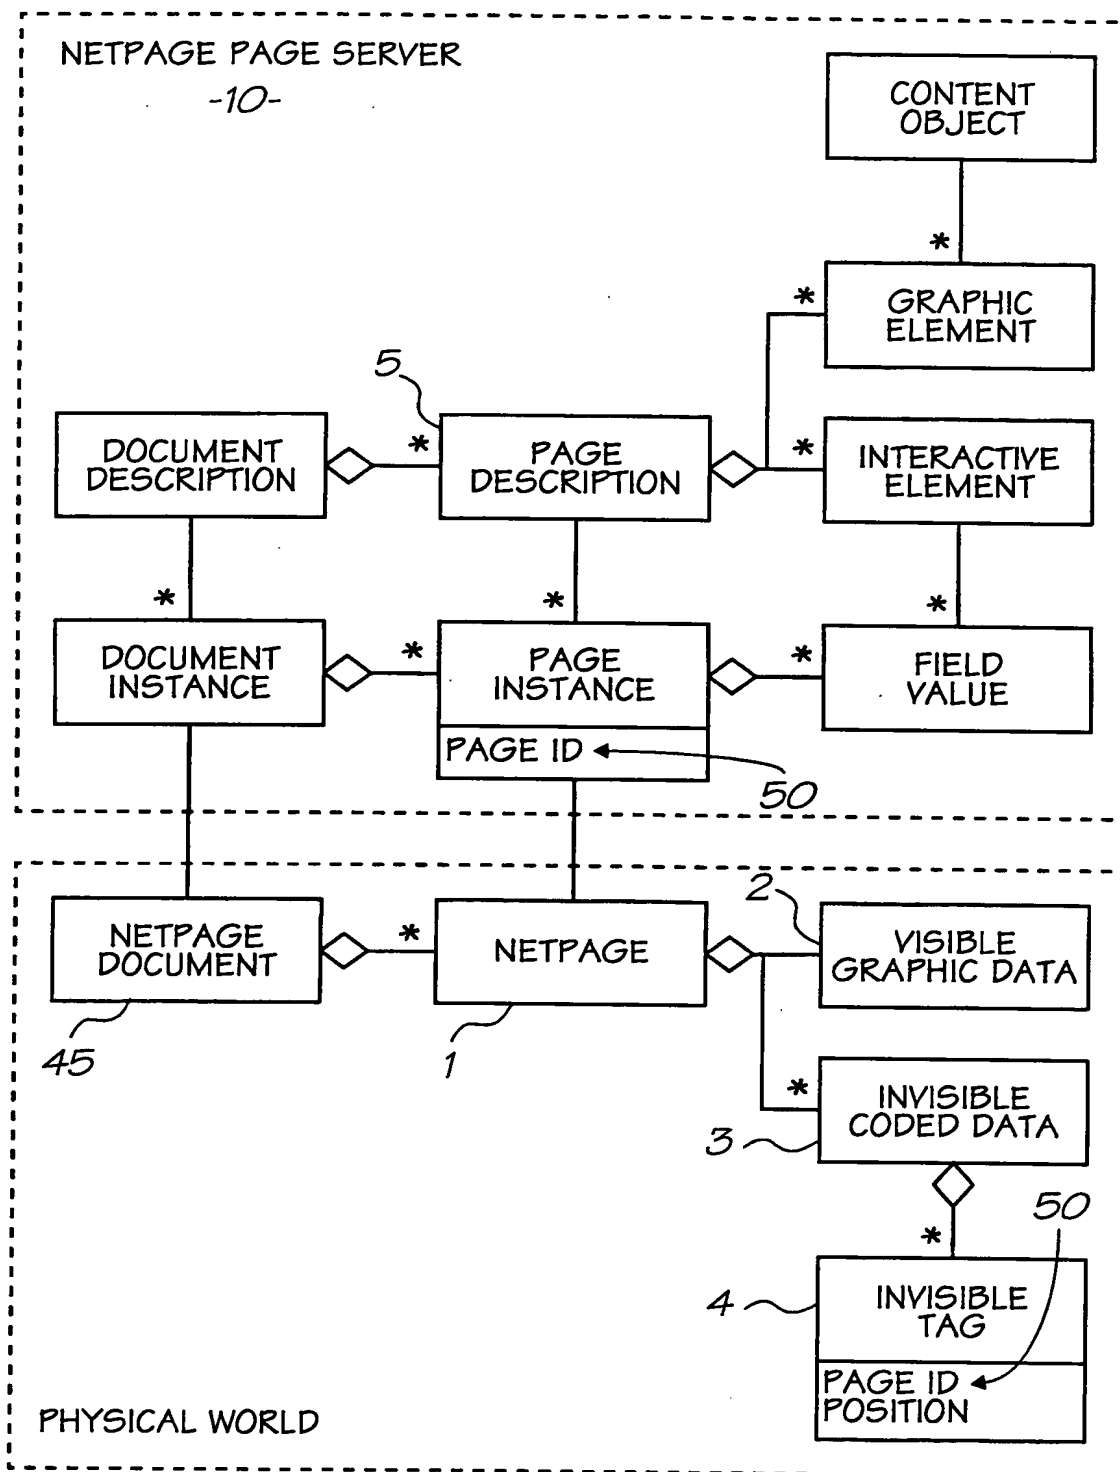 NETPAGE PAGE SERVER
-10-
CONTENT
OBJECT
*
GRAPHIC
ELEMENT
*
5
DOCUMENT
DESCRIPTION
*
PAGE
DESCRIPTION
*
INTERACTIVE
ELEMENT
*
*
*
DOCUMENT
INSTANCE
*
PAGE
INSTANCE
*
FIELD
VALUE
PAGE ID
50
NETPAGE
DOCUMENT
*
NETPAGE
2
VISIBLE
GRAPHIC DATA
45
1
*
INVISIBLE
CODED DATA
3
50
*
4
INVISIBLE
TAG
PAGE ID
POSITION
PHYSICAL WORLD